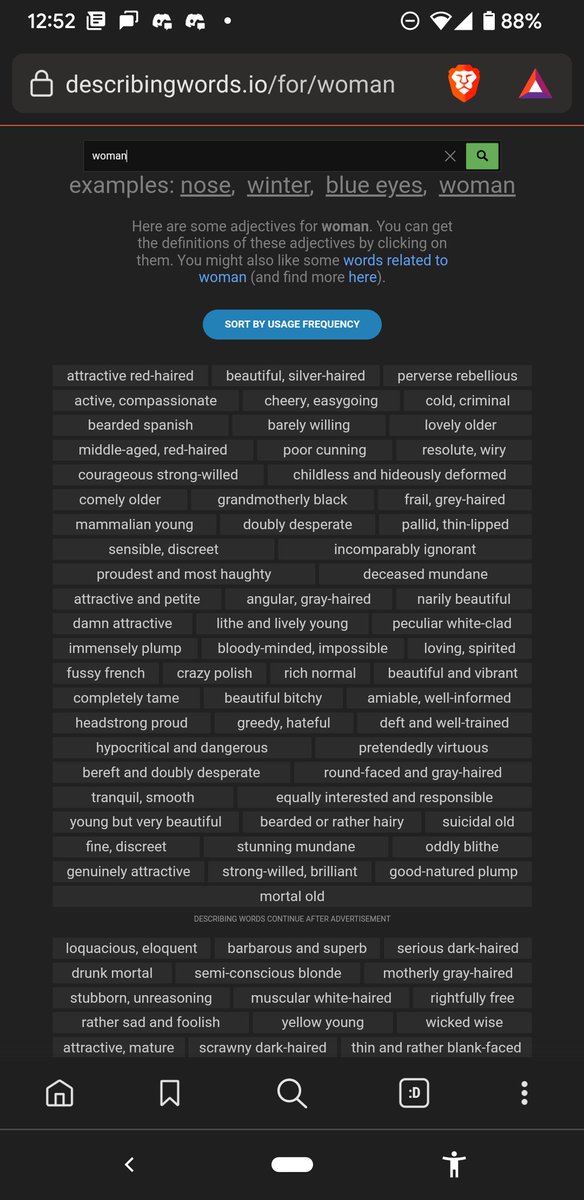 12:52 88%
describingwords.io/for/woman
woman
examples: nose, winter, blue eyes, woman
Here are some adjectives for woman. You can get
the definitions of these adjectives by clicking on
them. You might also like some words related to
woman (and find more here).
SORT BY USAGE FREQUENCY
attractive red-haired beautiful, silver-haired perverse rebellious
active, compassionate cheery, easygoing cold, criminal
bearded spanish barely willing lovely older
middle-aged, red-haired poor cunning resolute, wiry
courageous strong-willed childless and hideously deformed
comely older grandmotherly black frail, grey-haired
mammalian young doubly desperate pallid, thin-lipped
sensible, discreet incomparably ignorant
proudest and most haughty deceased mundane
attractive and petite angular, gray-haired narily beautiful
damn attractive lithe and lively young peculiar white-clad
immensely plump bloody-minded, impossible loving, spirited
fussy french crazy polish rich normal beautiful and vibrant
completely tame beautiful bitchy amiable, well-informed
headstrong proud greedy, hateful deft and well-trained
hypocritical and dangerous pretendedly virtuous
bereft and doubly desperate round-faced and gray-haired
tranquil, smooth equally interested and responsible
young but very beautiful bearded or rather hairy suicidal old
fine, discreet stunning mundane oddly blithe
genuinely attractive strong-willed, brilliant good-natured plump
mortal old
DESCRIBING WORDS CONTINUE AFTER ADVERTISEMENT
loquacious, eloquent barbarous and superb serious dark-haired
drunk mortal semi-conscious blonde motherly gray-haired
stubborn, unreasoning muscular white-haired rightfully free
rather sad and foolish yellow young wicked wise
attractive, mature scrawny dark-haired thin and rather blank-faced
:D